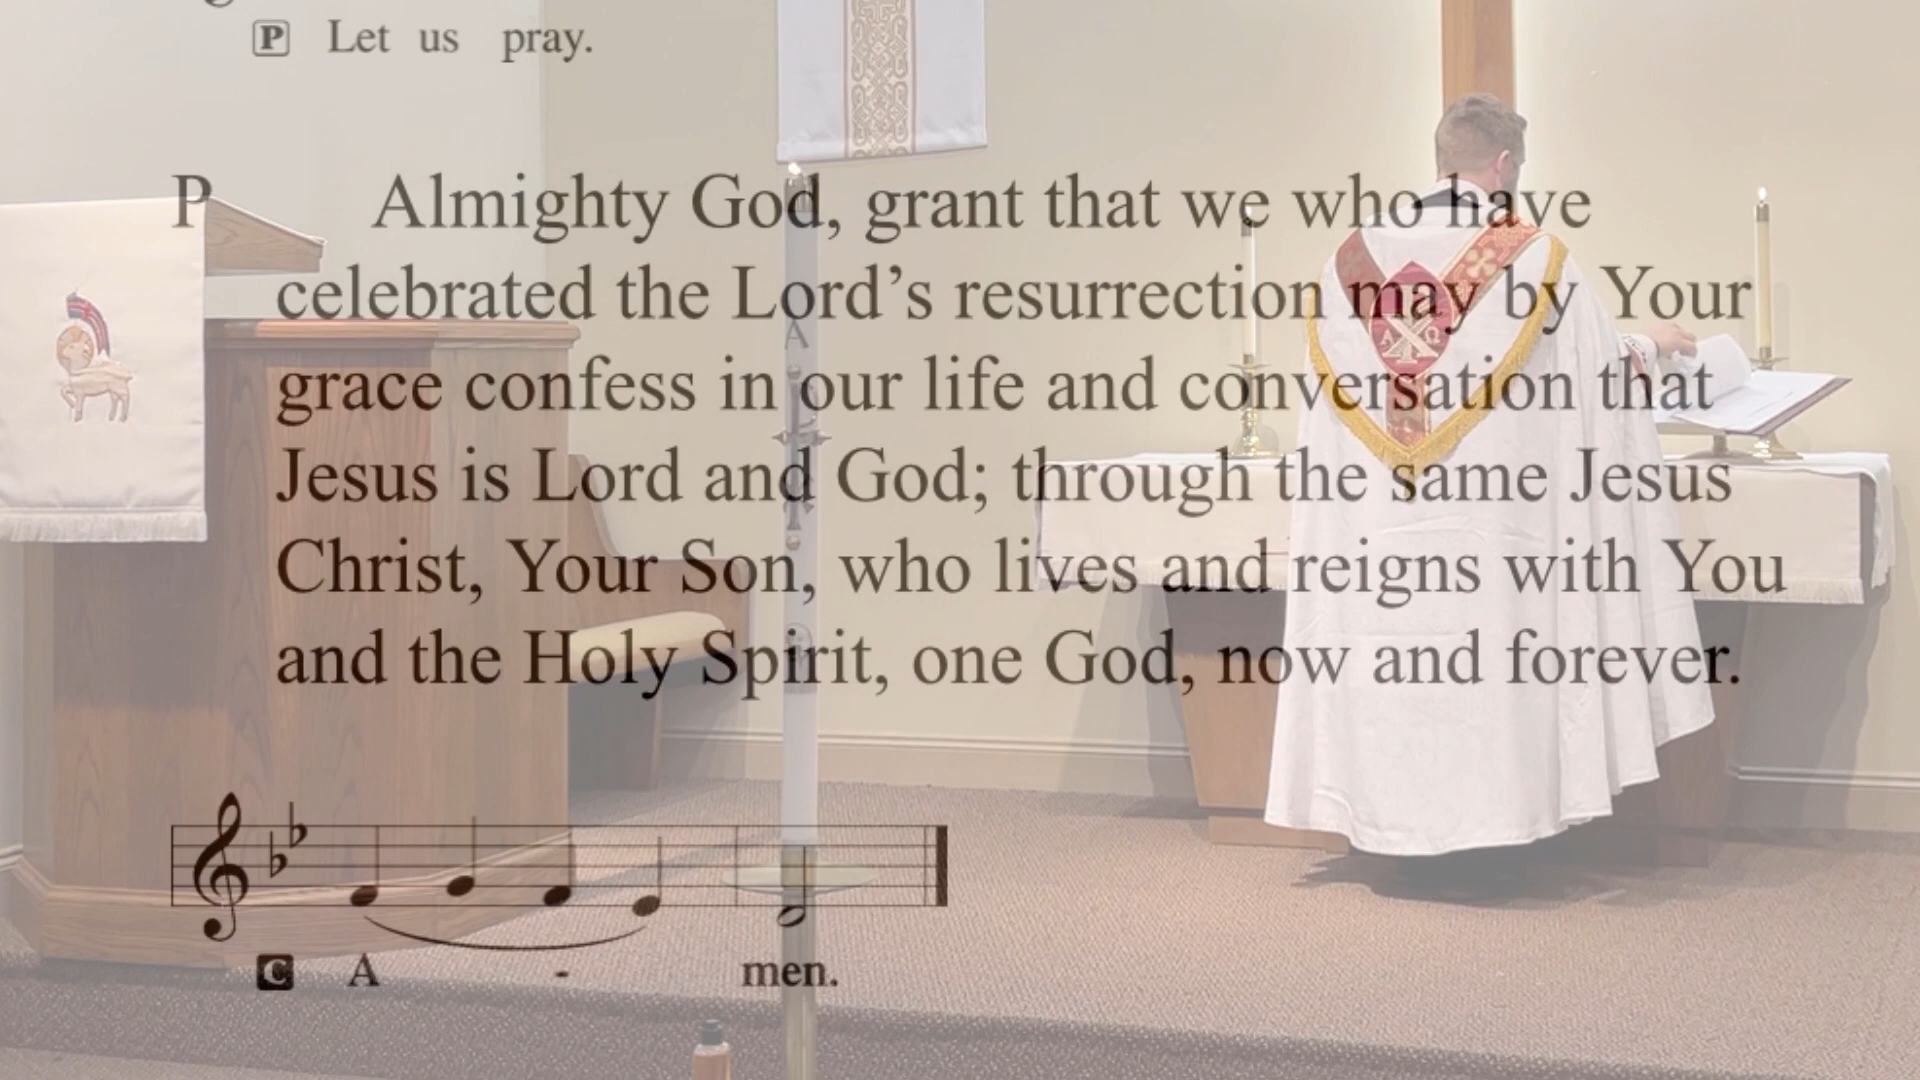 P Let us pray.
P Almighty God, grant that we who have
celebrated the Lord’s resurrection may by Your
grace confess in our life and conversation that
Jesus is Lord and God; through the same Jesus
Christ, Your Son, who lives and reigns with You
and the Holy Spirit, one God, now and forever.
C A - men.
A
Α Ω